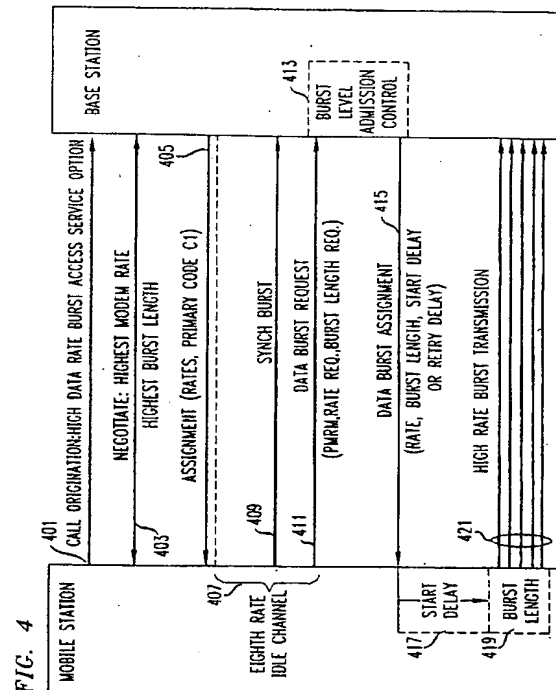 FIG. 4
MOBILE STATION
BASE STATION
401
CALL ORIGINATION:HIGH DATA RATE BURST ACCESS SERVICE OPTION
NEGOTIATE: HIGHEST MODEM RATE
HIGHEST BURST LENGTH
403
ASSIGNMENT (RATES, PRIMARY CODE C1)
405
407
EIGHTH RATE
IDLE CHANNEL
409
SYNCH BURST
411
DATA BURST REQUEST
(PWRM,RATE REQ.,BURST LENGTH REQ.)
413
BURST
LEVEL
ADMISSION
CONTROL
415
DATA BURST ASSIGNMENT
(RATE, BURST LENGTH, START DELAY
OR RETRY DELAY)
START DELAY
417
HIGH RATE BURST TRANSMISSION
421
BURST
LENGTH
419